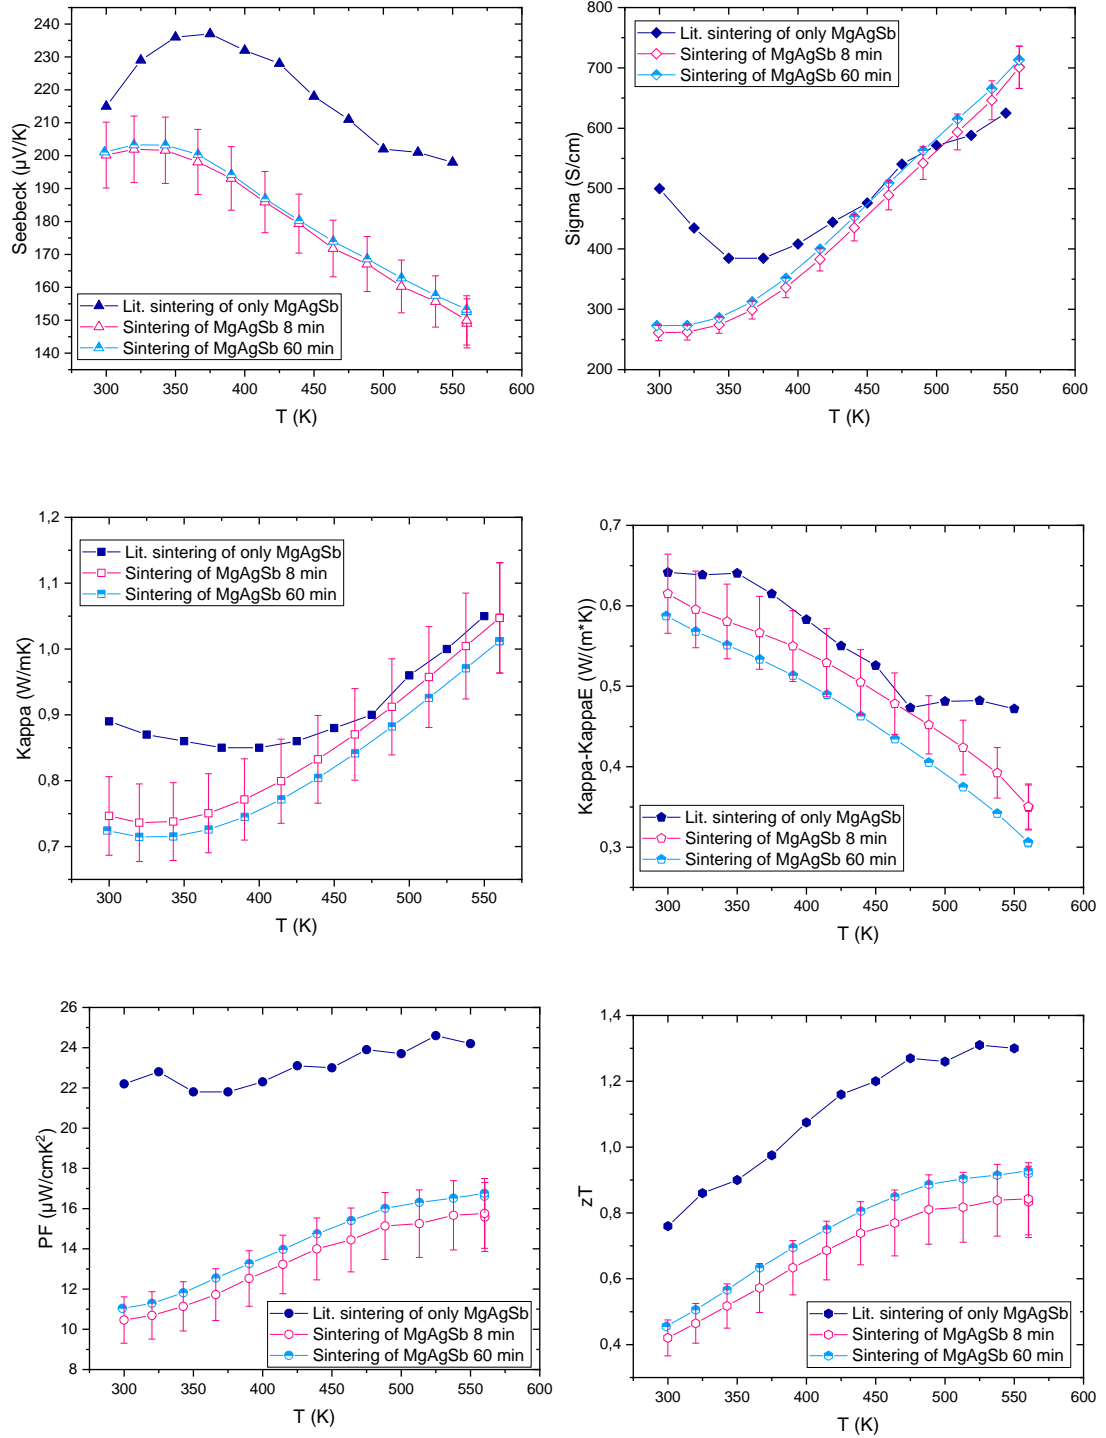 240
230
220
210
200
190
180
170
160
150
140
Seebeck (µV/K)
Lit. sintering of only MgAgSb
Sintering of MgAgSb 8 min
Sintering of MgAgSb 60 min
300 350 400 450 500 550 600
T (K)
800
700
600
500
400
300
200
Sigma (S/cm)
Lit. sintering of only MgAgSb
Sintering of MgAgSb 8 min
Sintering of MgAgSb 60 min
300 350 400 450 500 550 600
T (K)
1,2
1,1
1,0
0,9
0,8
0,7
Kappa (W/mK)
Lit. sintering of only MgAgSb
Sintering of MgAgSb 8 min
Sintering of MgAgSb 60 min
300 350 400 450 500 550
T (K)
0,7
0,6
0,5
0,4
0,3
Kappa-KappaE (W/(m*K))
Lit. sintering of only MgAgSb
Sintering of MgAgSb 8 min
Sintering of MgAgSb 60 min
300 350 400 450 500 550 600
T (K)
26
24
22
20
18
16
14
12
10
8
PF (µW/cmK²)
Lit. sintering of only MgAgSb
Sintering of MgAgSb 8 min
Sintering of MgAgSb 60 min
300 350 400 450 500 550 600
T (K)
1,4
1,2
1,0
0,8
0,6
0,4
zT
Lit. sintering of only MgAgSb
Sintering of MgAgSb 8 min
Sintering of MgAgSb 60 min
300 350 400 450 500 550 600
T (K)